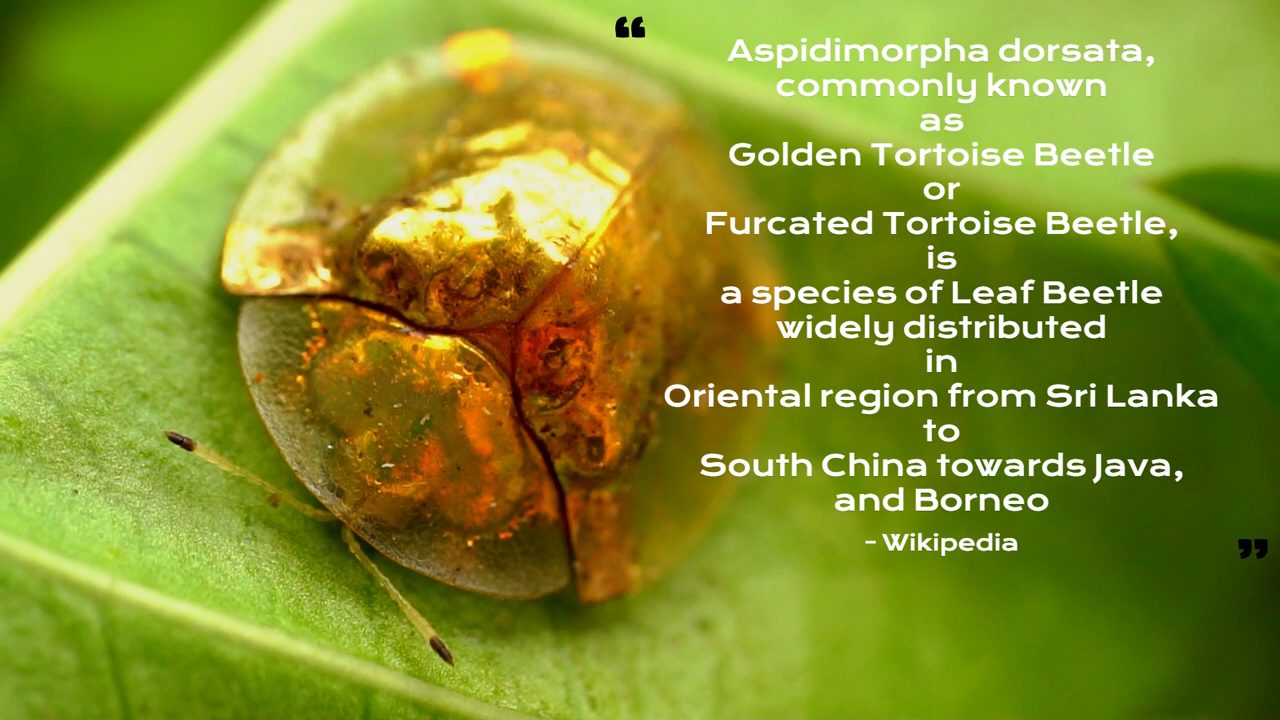 ❝
Aspidimorpha dorsata,
commonly known
as
Golden Tortoise Beetle
or
Furcated Tortoise Beetle,
is
a species of Leaf Beetle
widely distributed
in
Oriental region from Sri Lanka
to
South China towards Java,
and Borneo
- Wikipedia
❞